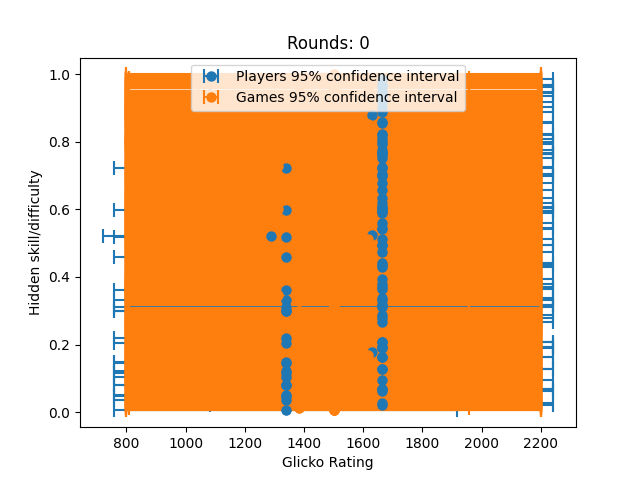 Rounds: 0
Players 95% confidence interval
Games 95% confidence interval
1.0
0.8
0.6
0.4
0.2
0.0
Hidden skill/difficulty
800 1000 1200 1400 1600 1800 2000 2200
Glicko Rating